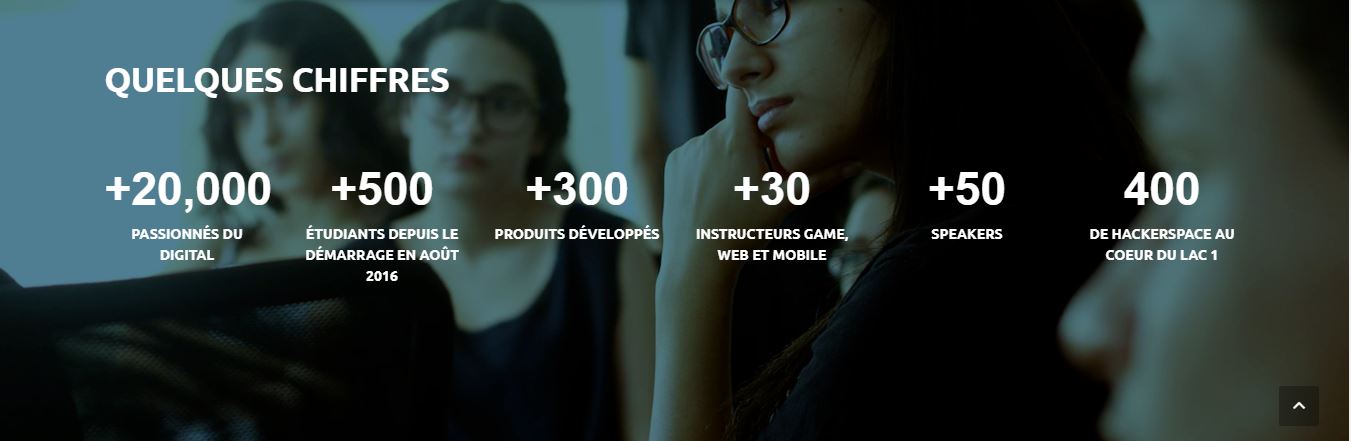 QUELQUES CHIFFRES
+20,000
PASSIONNÉS DU
DIGITAL
+500
ÉTUDIANTS DEPUIS LE
DÉMARRAGE EN AOÛT
2016
+300
PRODUITS DÉVELOPPÉS
+30
INSTRUCTEURS GAME,
WEB ET MOBILE
+50
SPEAKERS
400
DE HACKERSPACE AU
COEUR DU LAC 1